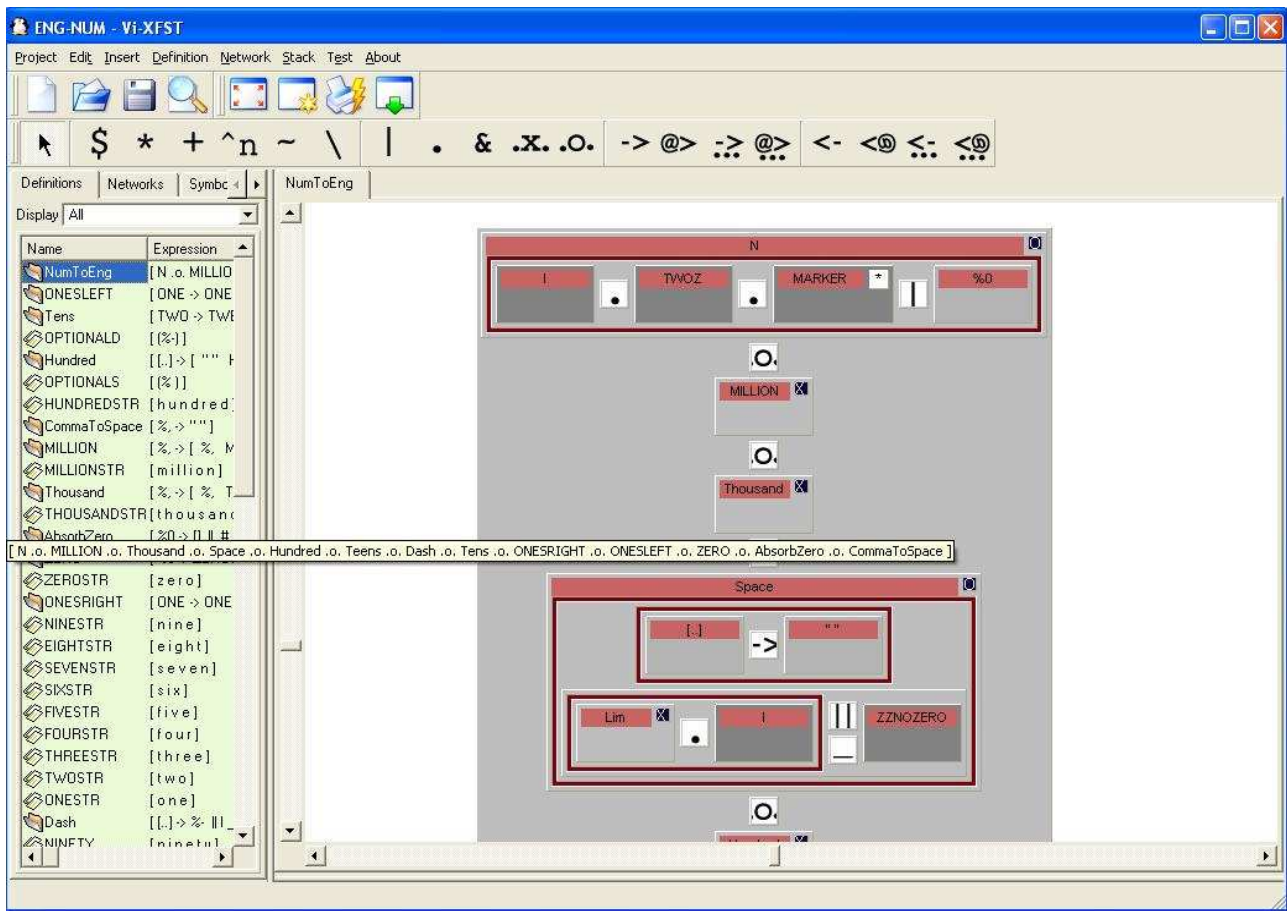 ENG-NUM - Vi-XFST
Project Edit Insert Definition Network Stack Test About
$ * + ^n ~ \ | . & .x. .o. -> @> ->... @>... <- <@ <-... <@...
Definitions Networks Symbc NumToEng
Display All
Name Expression
NumToEng [ N .o. MILLIO
ONESLEFT [ ONE -> ONE
Tens [ TWO -> TWE
OPTIONALD [(%-)]
Hundred [[..] -> [ " " H
OPTIONALS [(% )]
HUNDREDSTR [hundred]
CommaToSpace [ %, -> " "]
MILLION [ %, -> [ %, M
MILLIONSTR [million]
Thousand [ %, -> [ %, T
THOUSANDSTR [thousand
AbsorbZero [ %0 -> [] || #
[ N .o. MILLION .o. Thousand .o. Space .o. Hundred .o. Teens .o. Dash .o. Tens .o. ONESRIGHT .o. ONESLEFT .o. ZERO .o. AbsorbZero .o. CommaToSpace ]
ZEROSTR [zero]
ONESRIGHT [ ONE -> ONE
NINESTR [nine]
EIGHTSTR [eight]
SEVENSTR [seven]
SIXSTR [six]
FIVESTR [five]
FOURSTR [four]
THREESTR [three]
TWOSTR [two]
ONESTR [one]
Dash [[..] -> %- || I _
NINETY [ninety]
N
I . TWOZ . MARKER * | %0
.o.
MILLION
.o.
Thousand
Space
[..] -> " "
Lim . I || _ ZZNOZERO
.o.